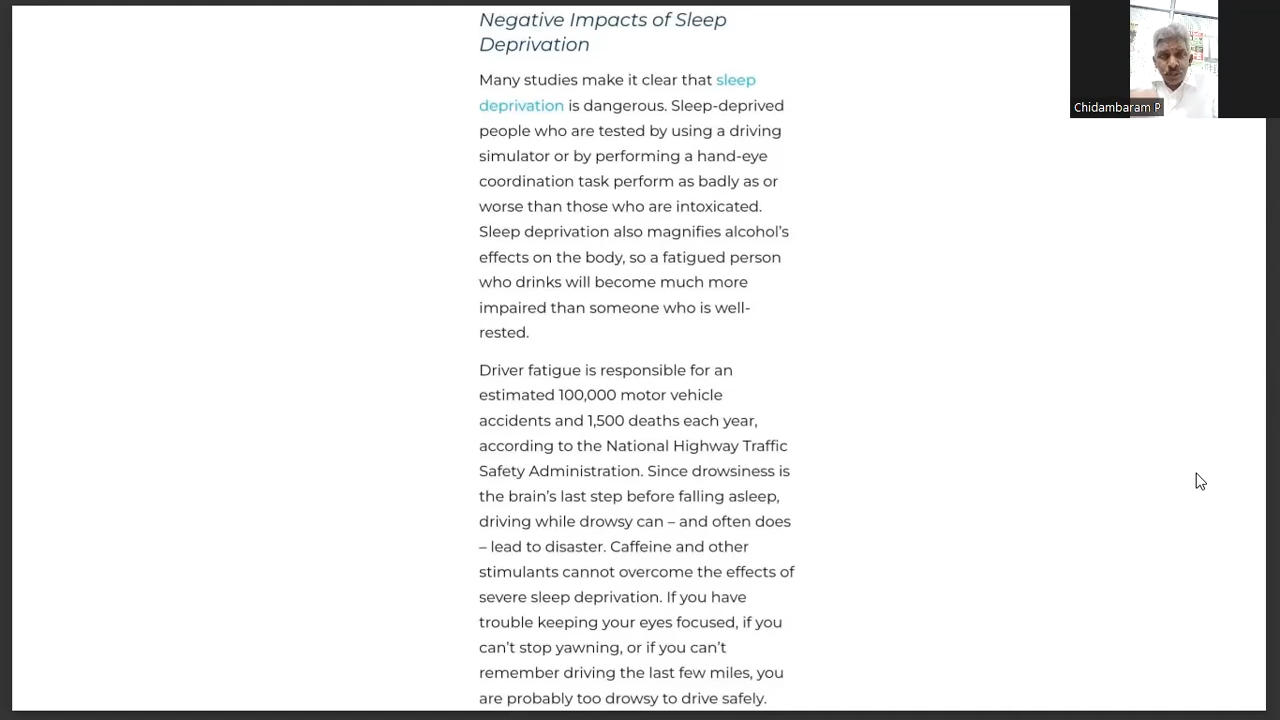 Negative Impacts of Sleep
Deprivation
Many studies make it clear that sleep
deprivation is dangerous. Sleep-deprived
people who are tested by using a driving
simulator or by performing a hand-eye
coordination task perform as badly as or
worse than those who are intoxicated.
Sleep deprivation also magnifies alcohol’s
effects on the body, so a fatigued person
who drinks will become much more
impaired than someone who is well-
rested.
Driver fatigue is responsible for an
estimated 100,000 motor vehicle
accidents and 1,500 deaths each year,
according to the National Highway Traffic
Safety Administration. Since drowsiness is
the brain’s last step before falling asleep,
driving while drowsy can – and often does
– lead to disaster. Caffeine and other
stimulants cannot overcome the effects of
severe sleep deprivation. If you have
trouble keeping your eyes focused, if you
can’t stop yawning, or if you can’t
remember driving the last few miles, you
are probably too drowsy to drive safely.
Chidambaram P